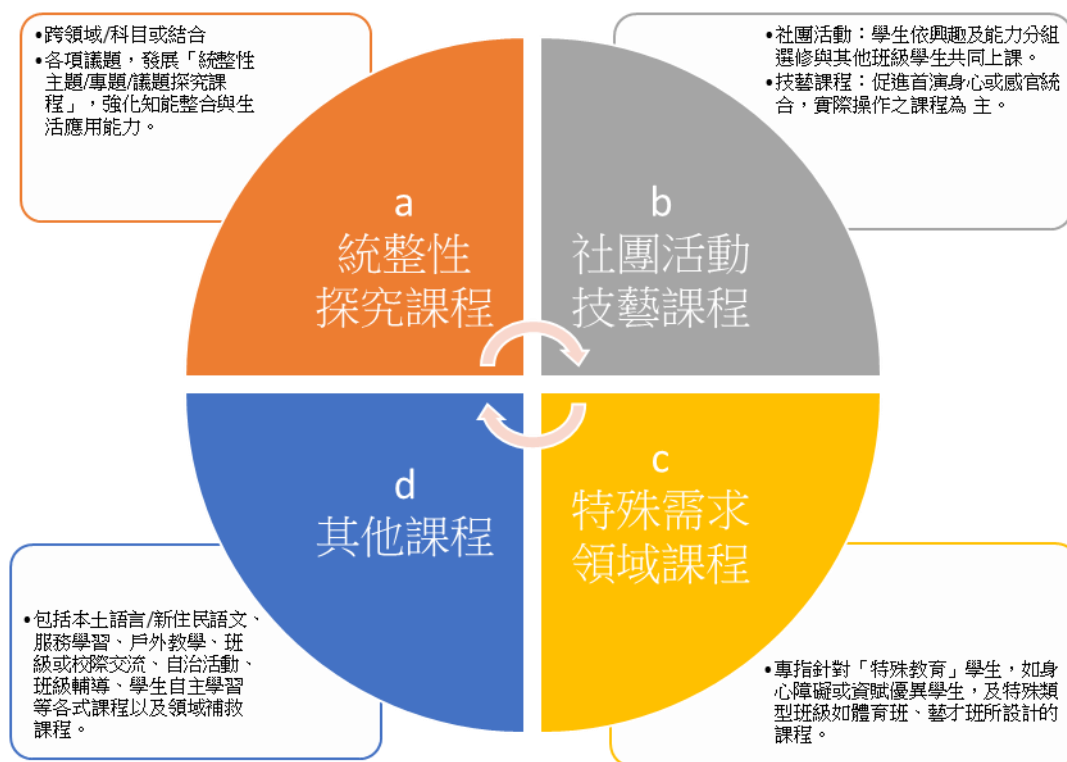 •跨領域/科目或結合
•各項議題，發展「統整性
主題/專題/議題探究課
程」，強化知能整合與生
活應用能力。
•社團活動：學生依興趣及能力分組
選修與其他班級學生共同上課。
•技藝課程：促進首演身心或感官統
合，實際操作之課程為 主。
a
統整性
探究課程
b
社團活動
技藝課程
d
其他課程
c
特殊需求
領域課程
•包括本土語言/新住民語文、
服務學習、戶外教學、班
級或校際交流、自治活動、
班級輔導、學生自主學習
等各式課程以及領域補救
課程。
•專指針對「特殊教育」學生，如身
心障礙或資賦優異學生，及特殊類
型班級如體育班、藝才班所設計的
課程。